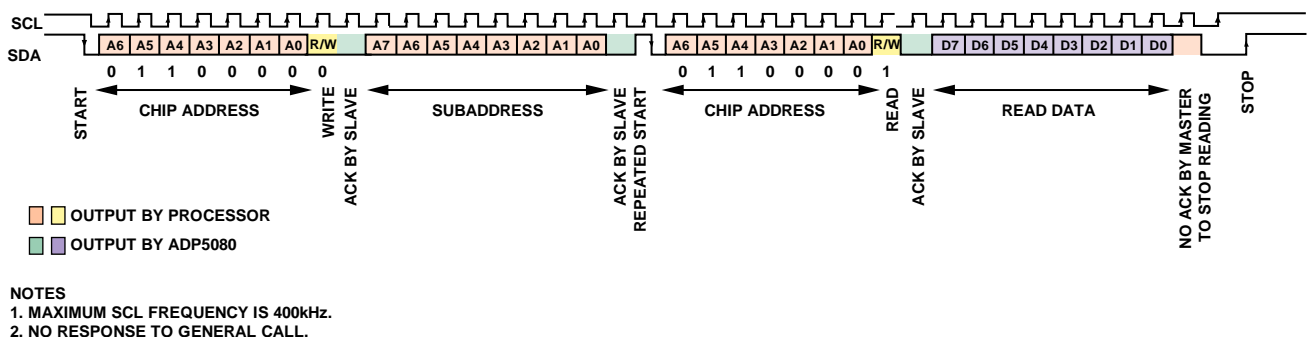 SCL
SDA
A6 A5 A4 A3 A2 A1 A0 R/W A7 A6 A5 A4 A3 A2 A1 A0 A6 A5 A4 A3 A2 A1 A0 R/W D7 D6 D5 D4 D3 D2 D1 D0
0 1 1 0 0 0 0 0 0 1 1 0 0 0 0 1
START
CHIP ADDRESS
WRITE
ACK BY SLAVE
SUBADDRESS
ACK BY SLAVE
REPEATED START
CHIP ADDRESS
READ
ACK BY SLAVE
READ DATA
NO ACK BY MASTER
TO STOP READING
STOP
OUTPUT BY PROCESSOR
OUTPUT BY ADP5080
NOTES
1. MAXIMUM SCL FREQUENCY IS 400kHz.
2. NO RESPONSE TO GENERAL CALL.